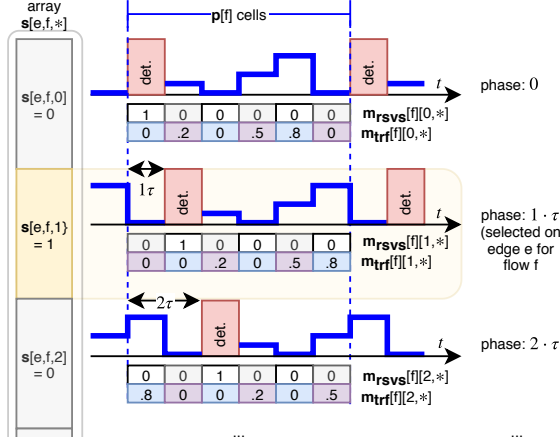 array
s[e,f,*]
p[f] cells
det.
det.
t
phase: 0
s[e,f,0]
= 0
1 0 0 0 0 0
m_rsvs[f][0,*]
0 .2 0 .5 .8 0
m_trf[f][0,*]
1τ
det.
det.
t
phase: 1 · τ
(selected on
edge e for
flow f
s[e,f,1}
= 1
0 1 0 0 0 0
m_rsvs[f][1,*]
0 0 .2 0 .5 .8
m_trf[f][1,*]
2τ
det.
t
phase: 2 · τ
s[e,f,2]
= 0
0 0 1 0 0 0
m_rsvs[f][2,*]
.8 0 0 .2 0 .5
m_trf[f][2,*]
...
...